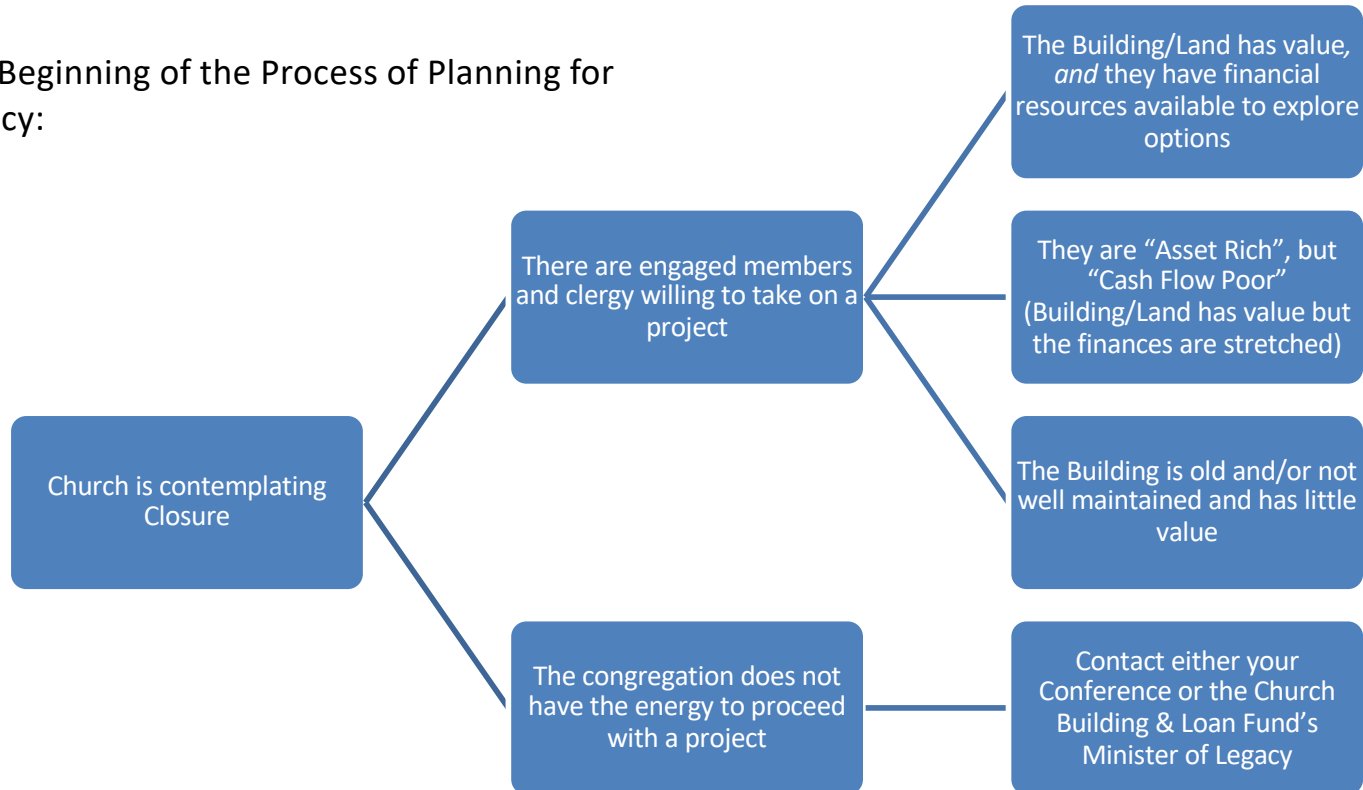 Beginning of the Process of Planning for
cy:
The Building/Land has value,
and they have financial
resources available to explore
options
There are engaged members
and clergy willing to take on a
project
They are “Asset Rich”, but
“Cash Flow Poor”
(Building/Land has value but
the finances are stretched)
Church is contemplating
Closure
The Building is old and/or not
well maintained and has little
value
The congregation does not
have the energy to proceed
with a project
Contact either your
Conference or the Church
Building & Loan Fund’s
Minister of Legacy